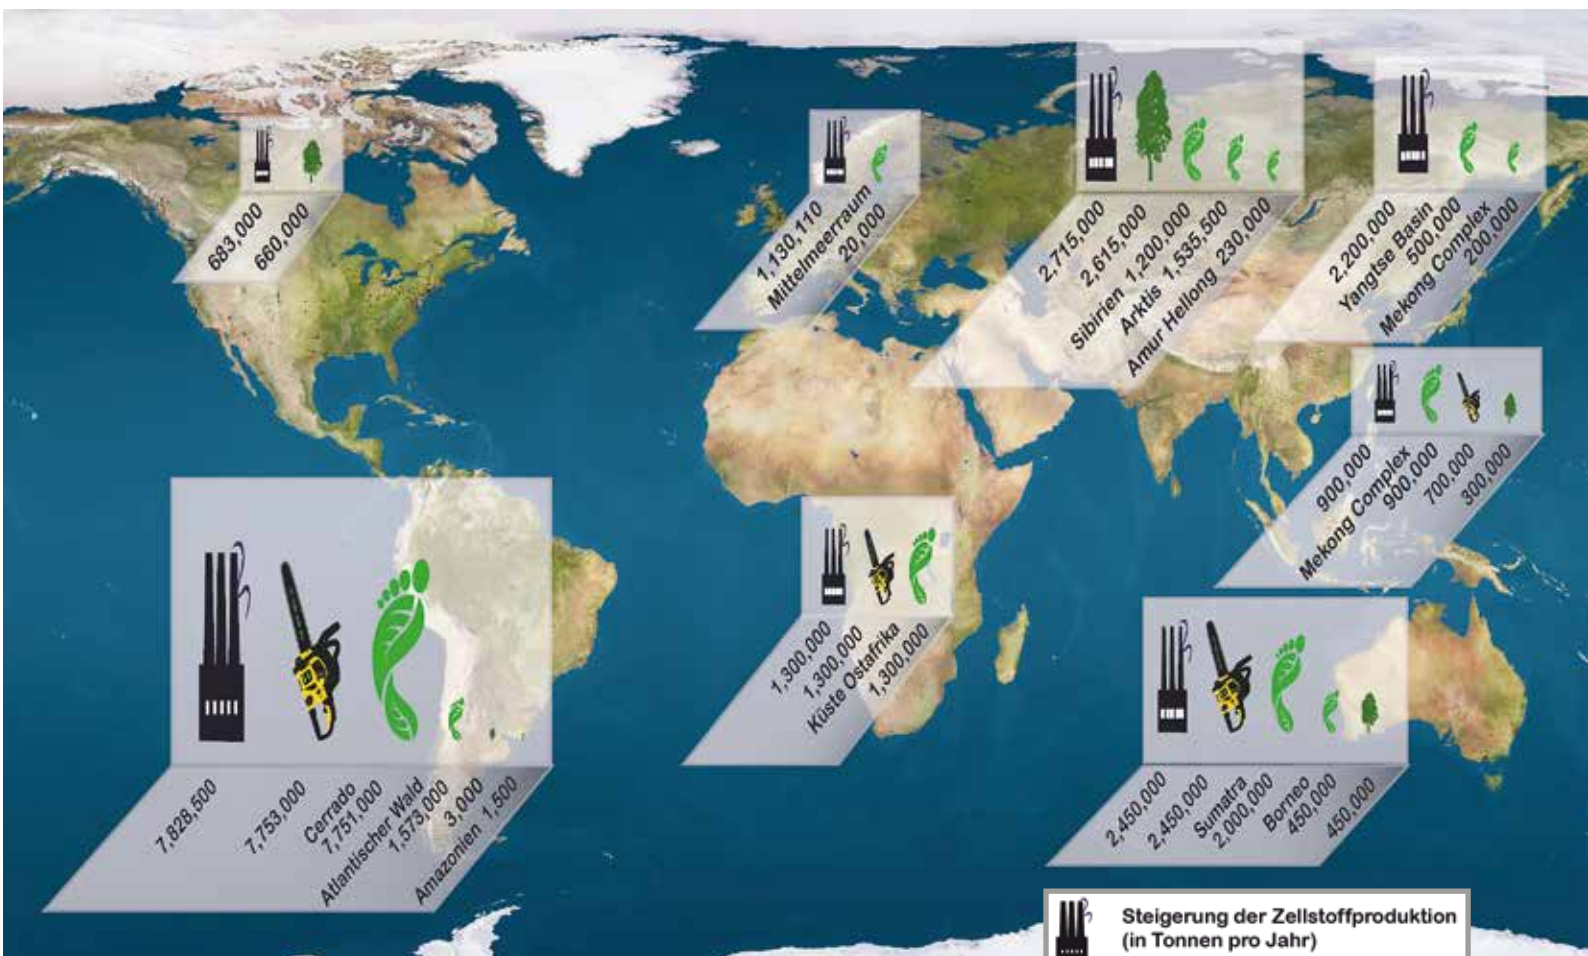 683,000
660,000
1,130,110
Mittelmeerraum
20,000
2,715,000
2,615,000
Sibirien 1,200,000
Arktis 1,535,500
Amur Hellong 230,000
2,200,000
Yangtse Basin
500,000
Mekong Complex
200,000
900,000
Mekong Complex
900,000
700,000
300,000
7,828,500
7,753,000
Cerrado
7,751,000
Atlantischer Wald
1,573,000
3,000
Amazonien 1,500
1,300,000
1,300,000
Küste Ostafrika
1,300,000
2,450,000
2,450,000
Sumatra
2,000,000
Borneo
450,000
450,000
Steigerung der Zellstoffproduktion
(in Tonnen pro Jahr)